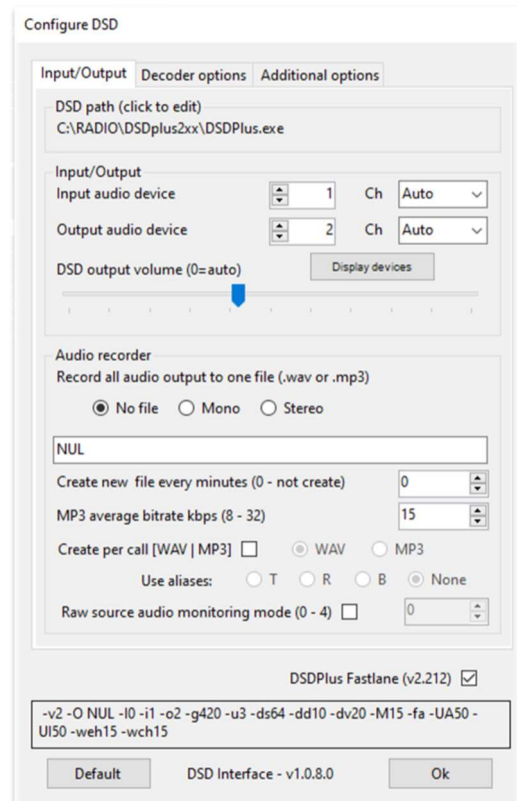 Configure DSD
Input/Output Decoder options Additional options
DSD path (click to edit)
C:\RADIO\DSDplus2xx\DSDPlus.exe
Input/Output
Input audio device 1 Ch Auto
Output audio device 2 Ch Auto
DSD output volume (0=auto) Display devices
Audio recorder
Record all audio output to one file (.wav or .mp3)
No file Mono Stereo
NUL
Create new file every minutes (0 - not create) 0
MP3 average bitrate kbps (8 - 32) 15
Create per call [WAV | MP3] WAV MP3
Use aliases: T R B None
Raw source audio monitoring mode (0 - 4) 0
DSDPlus Fastlane (v2.212)
-v2 -O NUL -I0 -i1 -o2 -g420 -u3 -ds64 -dd10 -dv20 -M15 -fa -UA50 -
UI50 -weh15 -wch15
Default DSD Interface - v1.0.8.0 Ok